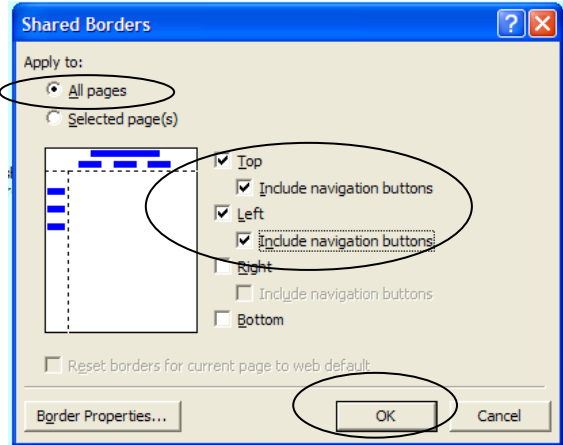 Shared Borders
Apply to:
All pages
Selected page(s)
Top
Include navigation buttons
Left
Include navigation buttons
Right
Include navigation buttons
Bottom
Reset borders for current page to web default
Border Properties...
OK
Cancel